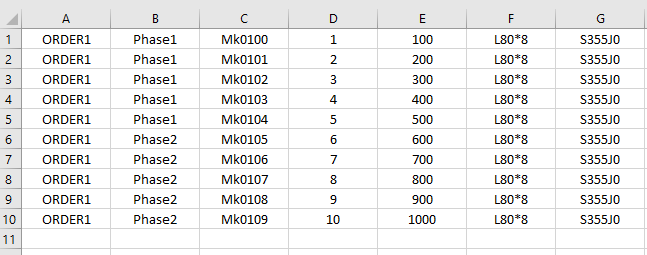 A B C D E F G
1 ORDER1 Phase1 Mk0100 1 100 L80*8 S355J0
2 ORDER1 Phase1 Mk0101 2 200 L80*8 S355J0
3 ORDER1 Phase1 Mk0102 3 300 L80*8 S355J0
4 ORDER1 Phase1 Mk0103 4 400 L80*8 S355J0
5 ORDER1 Phase1 Mk0104 5 500 L80*8 S355J0
6 ORDER1 Phase2 Mk0105 6 600 L80*8 S355J0
7 ORDER1 Phase2 Mk0106 7 700 L80*8 S355J0
8 ORDER1 Phase2 Mk0107 8 800 L80*8 S355J0
9 ORDER1 Phase2 Mk0108 9 900 L80*8 S355J0
10 ORDER1 Phase2 Mk0109 10 1000 L80*8 S355J0
11